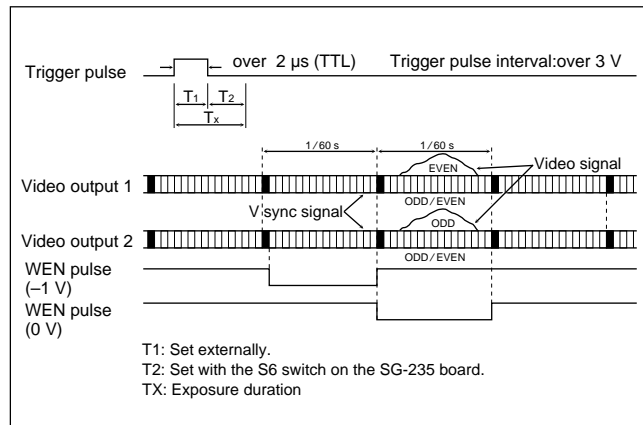 over 2 µs (TTL) Trigger pulse interval:over 3 V
Trigger pulse
T1 T2
Tx
1/60 s 1/60 s
EVEN
Video signal
Video output 1
ODD/EVEN
V sync signal
ODD
Video output 2
ODD/EVEN
WEN pulse
(–1 V)
WEN pulse
(0 V)
T1: Set externally.
T2: Set with the S6 switch on the SG-235 board.
TX: Exposure duration